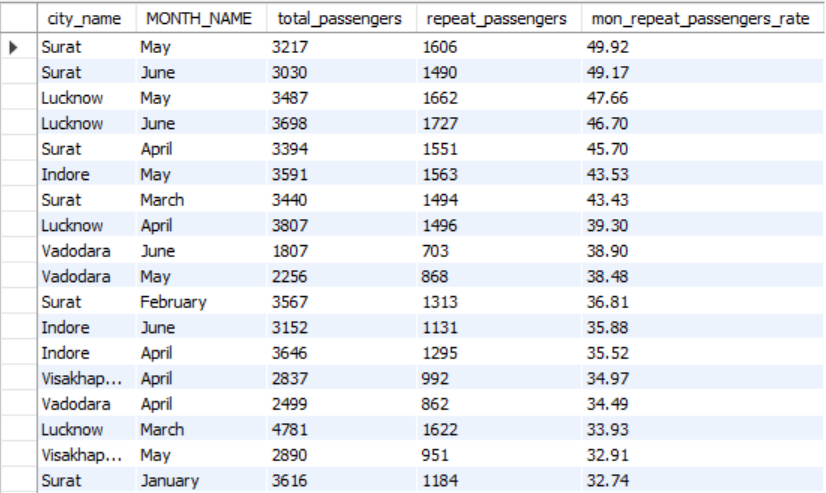 city_name MONTH_NAME total_passengers repeat_passengers mon_repeat_passengers_rate
Surat May 3217 1606 49.92
Surat June 3030 1490 49.17
Lucknow May 3487 1662 47.66
Lucknow June 3698 1727 46.70
Surat April 3394 1551 45.70
Indore May 3591 1563 43.53
Surat March 3440 1494 43.43
Lucknow April 3807 1496 39.30
Vadodara June 1807 703 38.90
Vadodara May 2256 868 38.48
Surat February 3567 1313 36.81
Indore June 3152 1131 35.88
Indore April 3646 1295 35.52
Visakhap... April 2837 992 34.97
Vadodara April 2499 862 34.49
Lucknow March 4781 1622 33.93
Visakhap... May 2890 951 32.91
Surat January 3616 1184 32.74